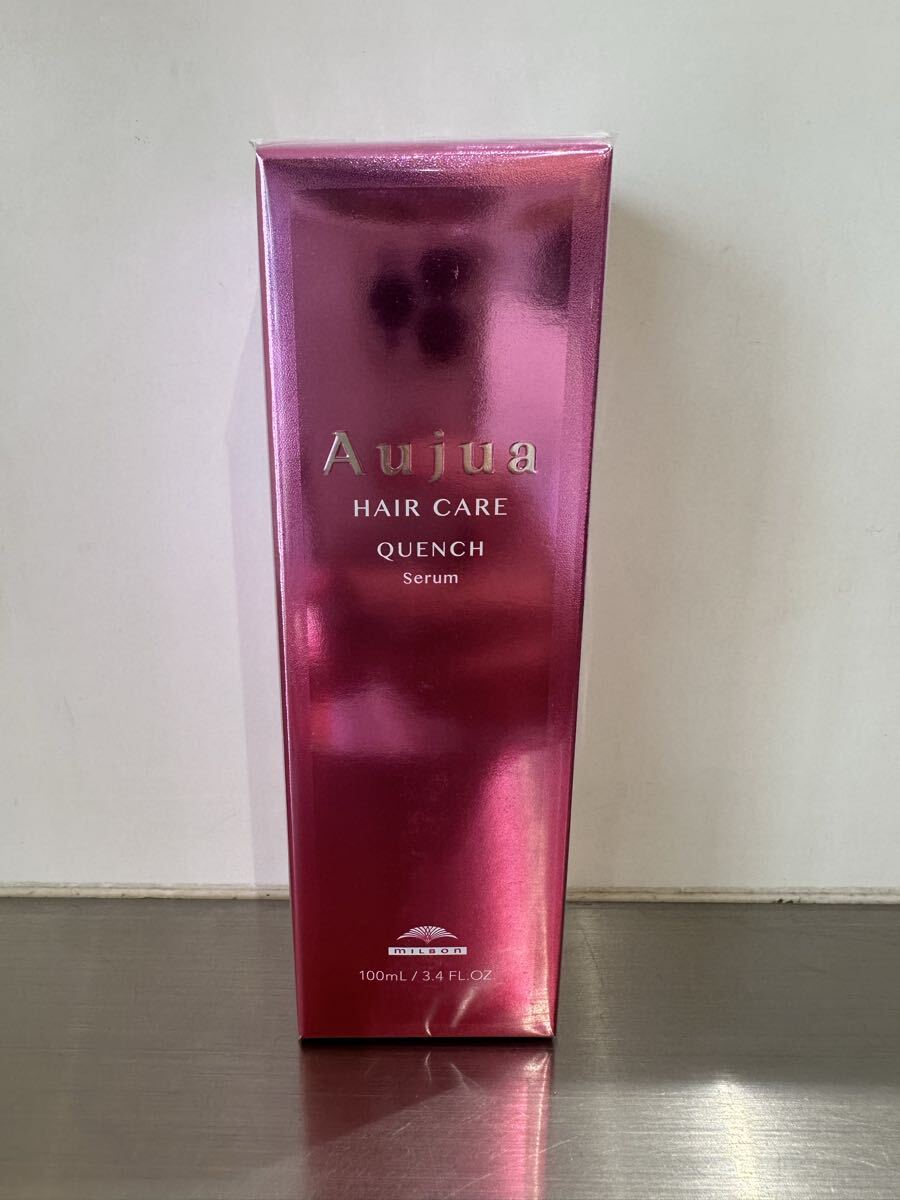 Aujua
HAIR CARE
QUENCH
Serum
MILBON
100mL / 3.4 FL.OZ.